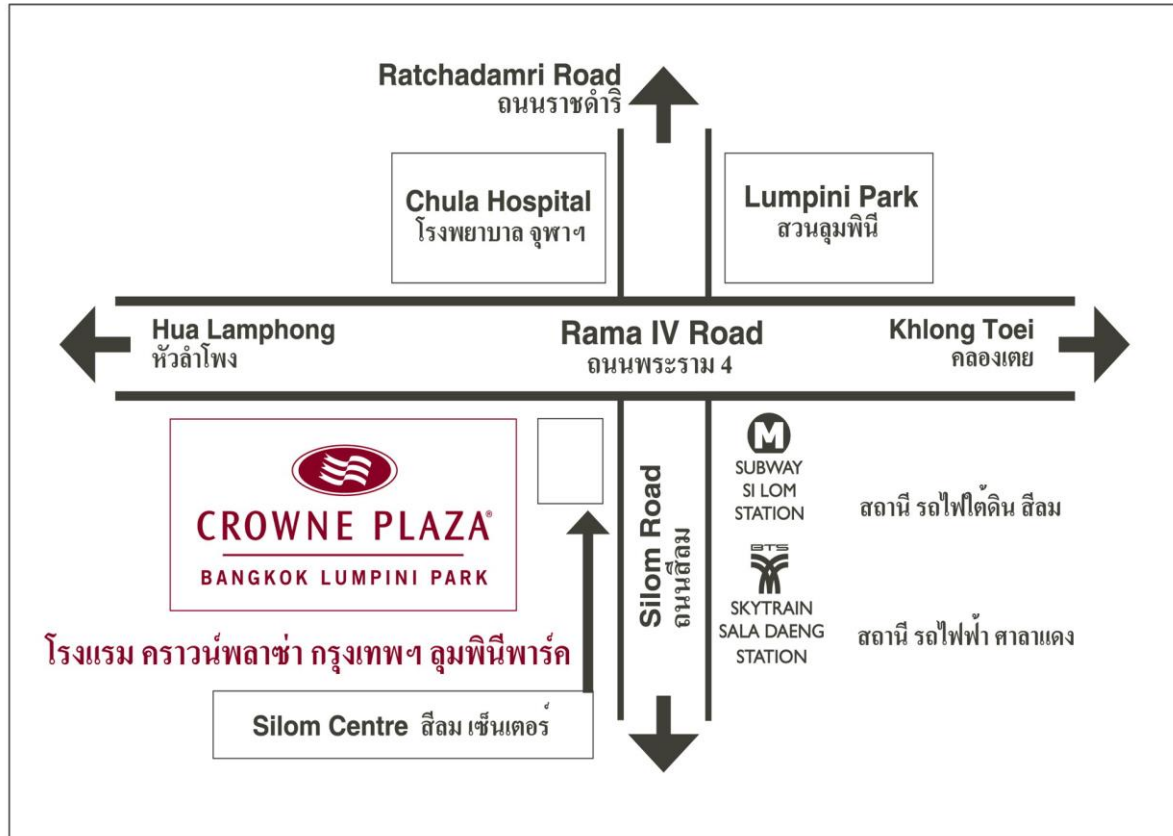 Ratchadamri Road
ถนนราชดำริ
Chula Hospital
โรงพยาบาล จุฬาฯ
Lumpini Park
สวนลุมพินี
Hua Lamphong
หัวลำโพง
Rama IV Road
ถนนพระราม 4
Khlong Toei
คลองเตย
CROWNE PLAZA®
BANGKOK LUMPINI PARK
โรงแรม คราวน์พลาซ่า กรุงเทพฯ ลุมพินีพาร์ค
Silom Centre สีลม เซ็นเตอร์
Silom Road
ถนนสีลม
M
SUBWAY
SI LOM
STATION
สถานี รถไฟใต้ดิน สีลม
BTS
SKYTRAIN
SALA DAENG
STATION
สถานี รถไฟฟ้า ศาลาแดง